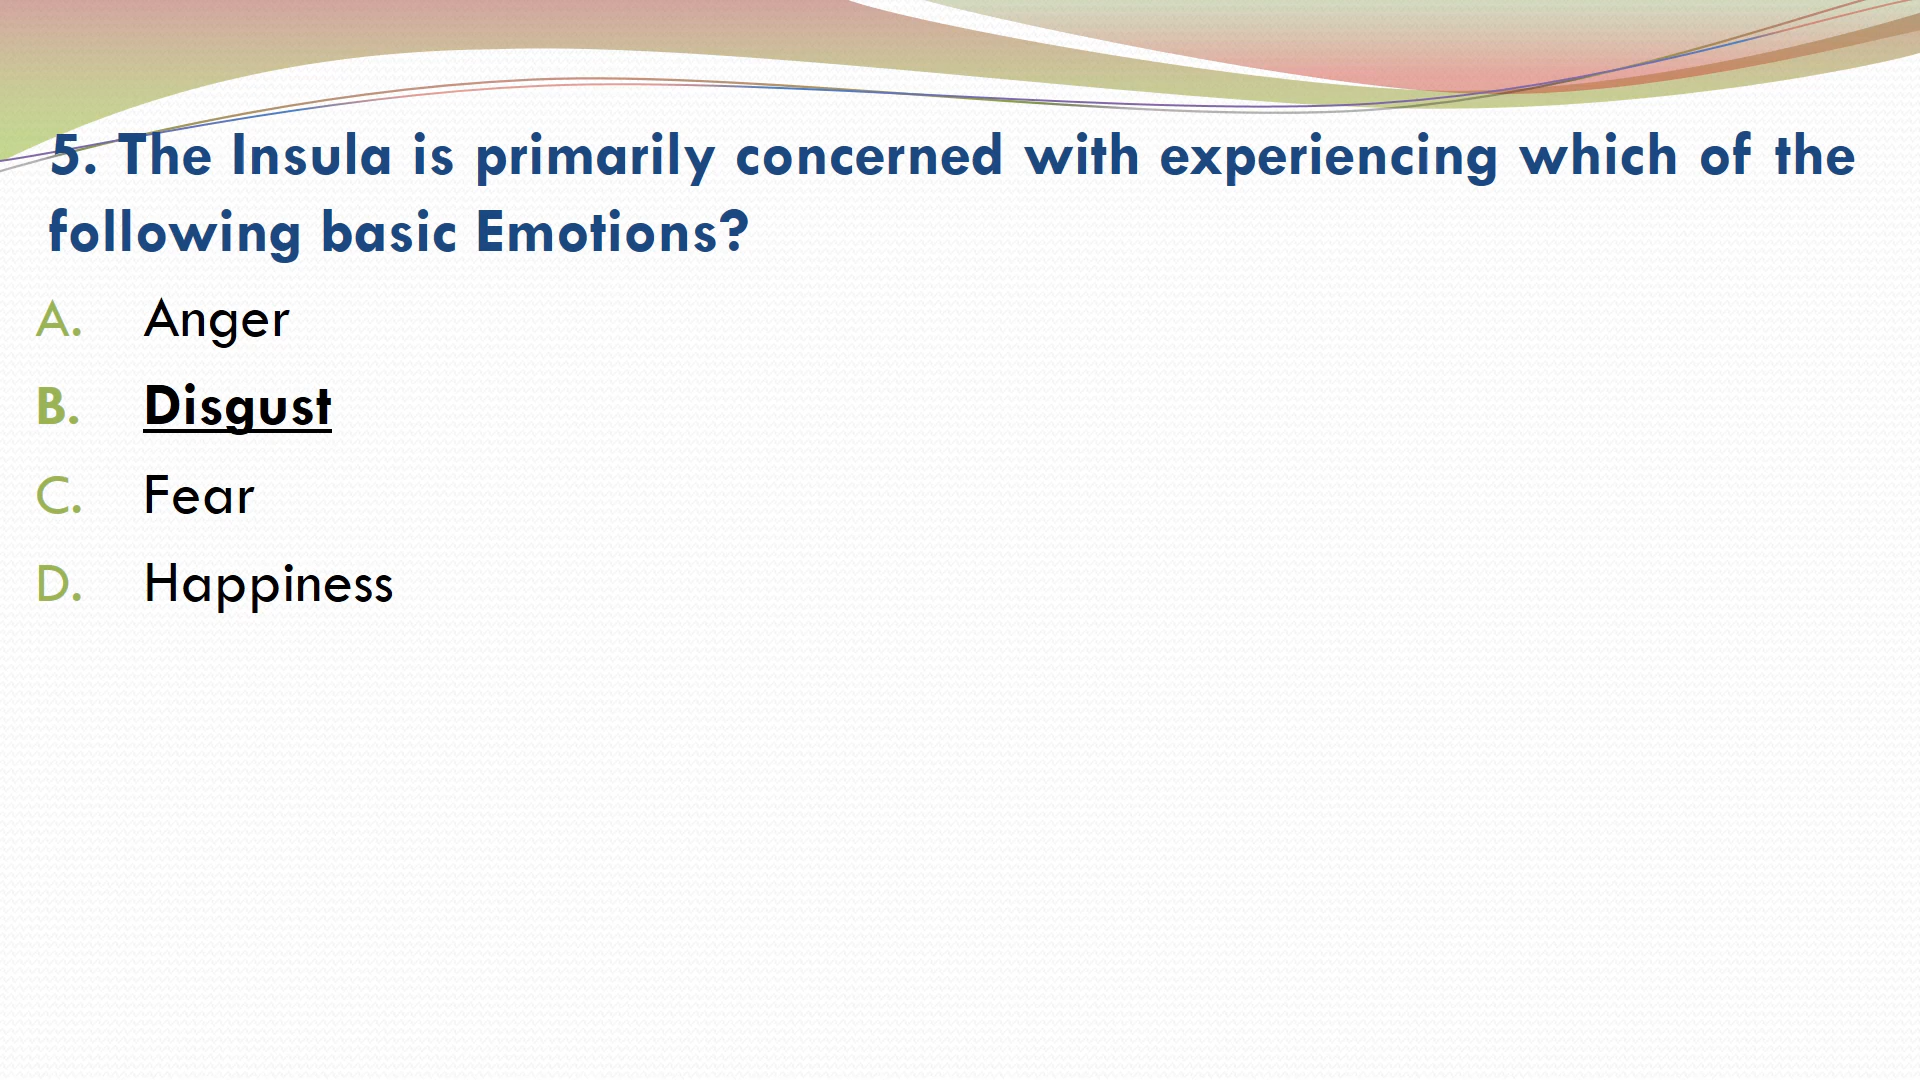 5. The Insula is primarily concerned with experiencing which of the
following basic Emotions?
A. Anger
B. Disgust
C. Fear
D. Happiness